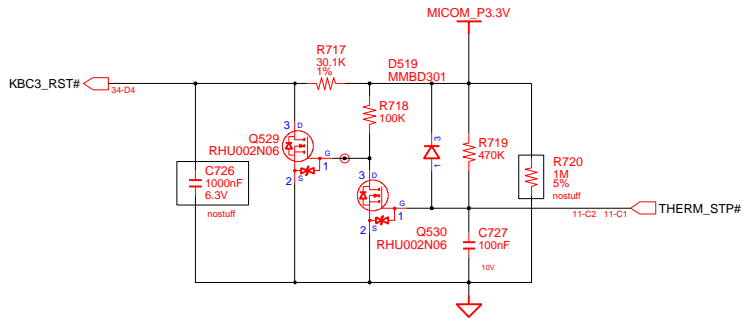 MICOM_P3.3V
R717
30.1K
1%
D519
MMBD301
KBC3_RST#
34-D4
R718
100K
3
D
3
Q529
RHU002N06
G
1
R719
470K
1
2
S
R720
1M
5%
nostuff
C726
1000nF
6.3V
nostuff
3
D
G
1
11-C2
11-C1
THERM_STP#
2
S
Q530
RHU002N06
C727
100nF
10V